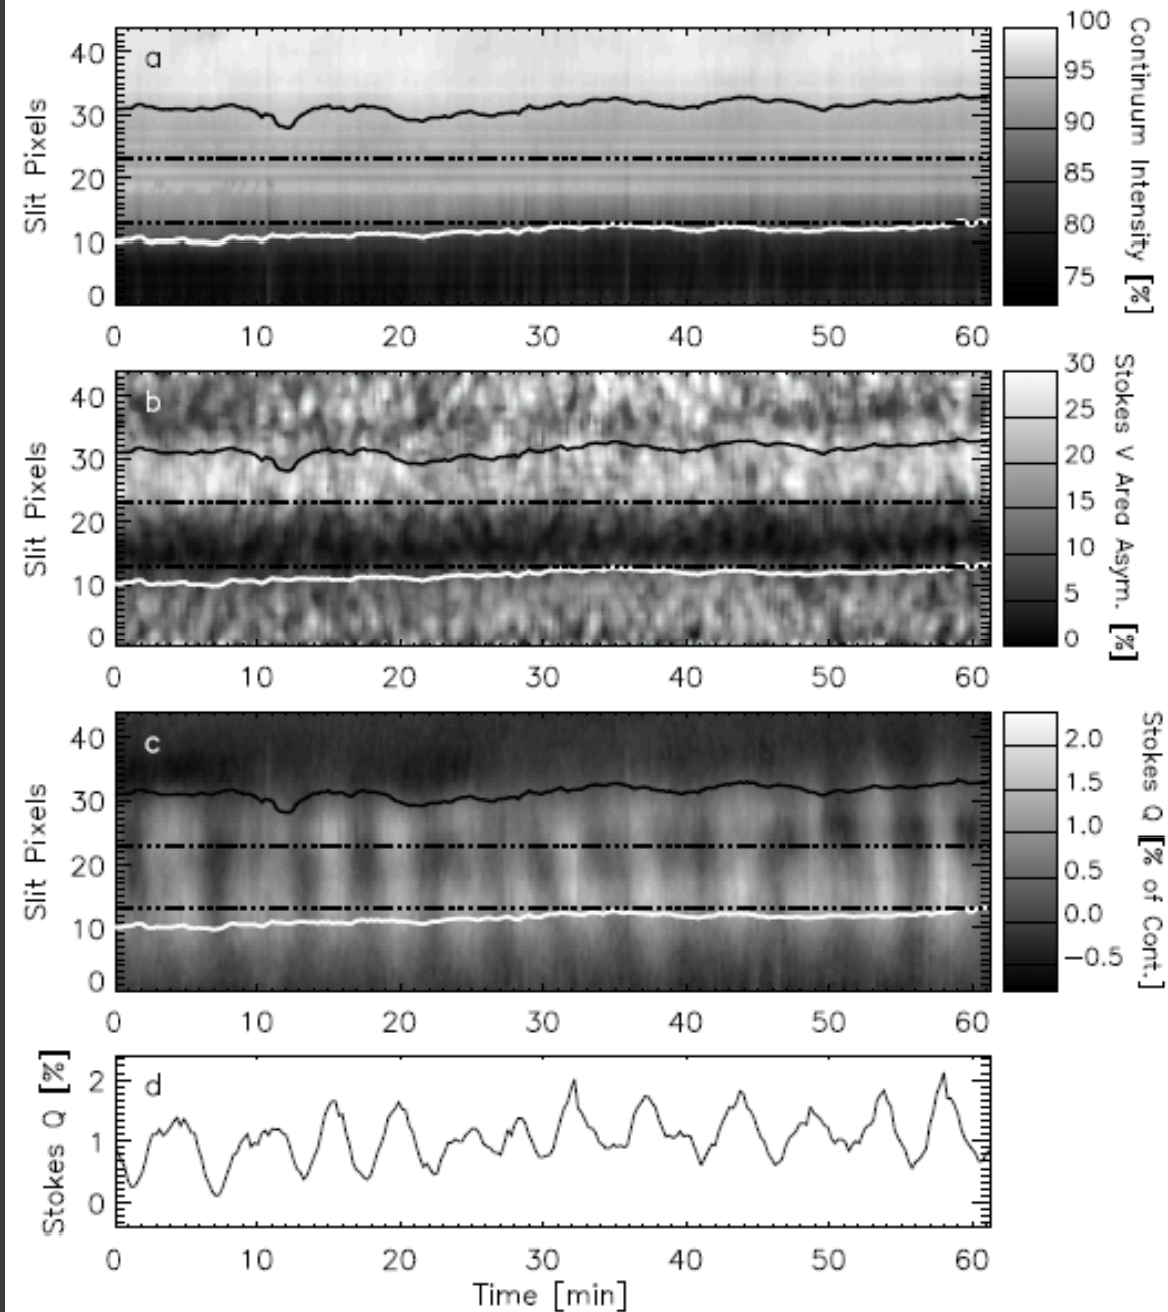 a
40
30
20
10
0
Slit Pixels
0 10 20 30 40 50 60
100
95
90
85
80
75
Continuum Intensity [%]
b
40
30
20
10
0
Slit Pixels
0 10 20 30 40 50 60
30
25
20
15
10
5
0
Stokes V Area Asym. [%]
c
40
30
20
10
0
Slit Pixels
0 10 20 30 40 50 60
2.0
1.5
1.0
0.5
0.0
−0.5
Stokes Q [% of Cont.]
d
2
1
0
Stokes Q [%]
0 10 20 30 40 50 60
Time [min]